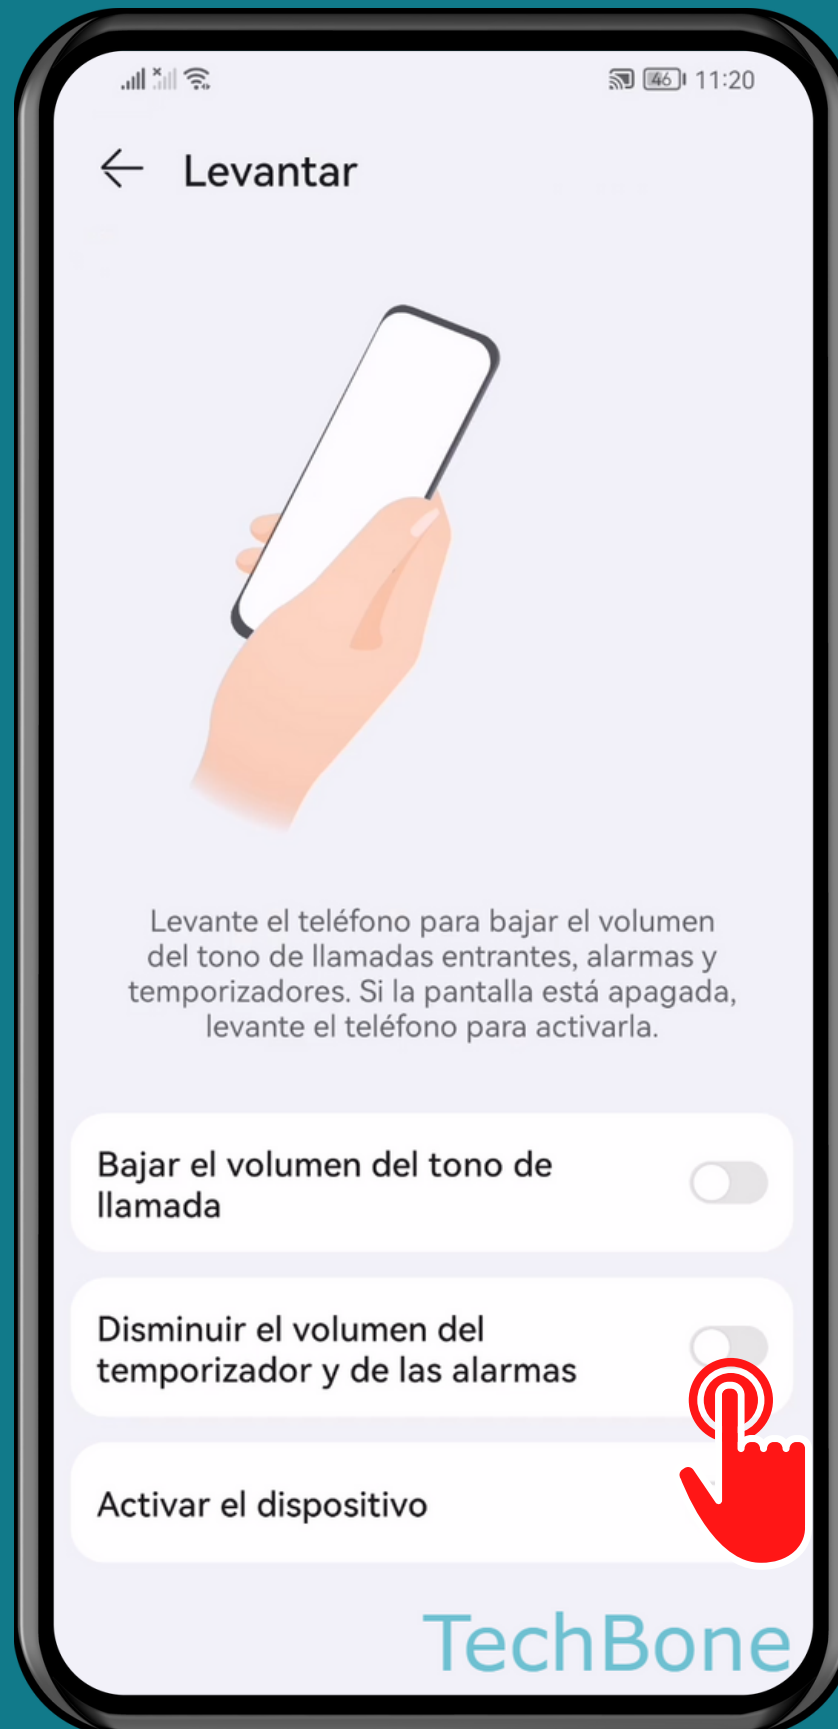 46 11:20
Levantar
Levante el teléfono para bajar el volumen
del tono de llamadas entrantes, alarmas y
temporizadores. Si la pantalla está apagada,
levante el teléfono para activarla.
Bajar el volumen del tono de
llamada
Disminuir el volumen del
temporizador y de las alarmas
Activar el dispositivo
TechBone